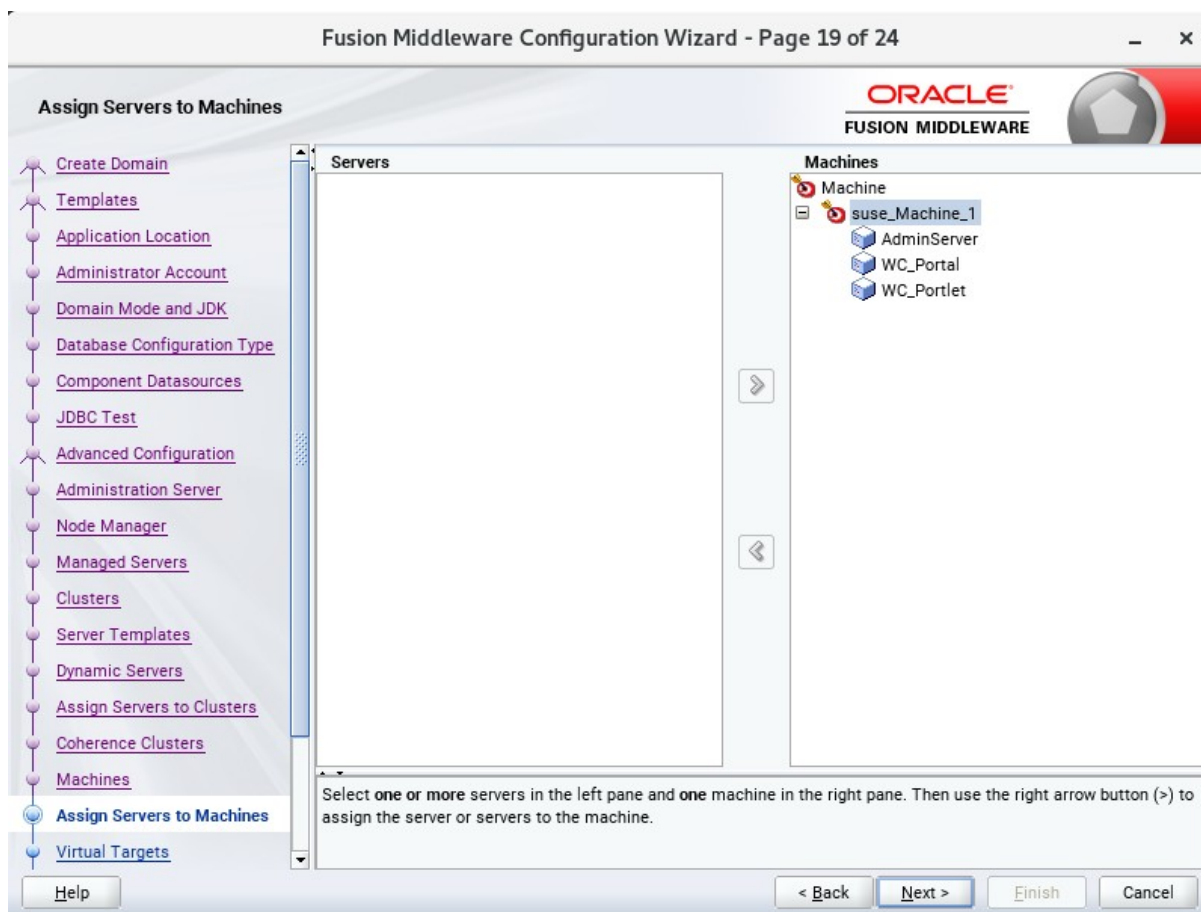 Fusion Middleware Configuration Wizard - Page 19 of 24
Assign Servers to Machines
ORACLE
FUSION MIDDLEWARE
Create Domain
Templates
Application Location
Administrator Account
Domain Mode and JDK
Database Configuration Type
Component Datasources
JDBC Test
Advanced Configuration
Administration Server
Node Manager
Managed Servers
Clusters
Server Templates
Dynamic Servers
Assign Servers to Clusters
Coherence Clusters
Machines
Assign Servers to Machines
Virtual Targets
Servers
Machines
Machine
suse_Machine_1
AdminServer
WC_Portal
WC_Portlet
Select one or more servers in the left pane and one machine in the right pane. Then use the right arrow button (>) to
assign the server or servers to the machine.
Help
< Back
Next >
Finish
Cancel